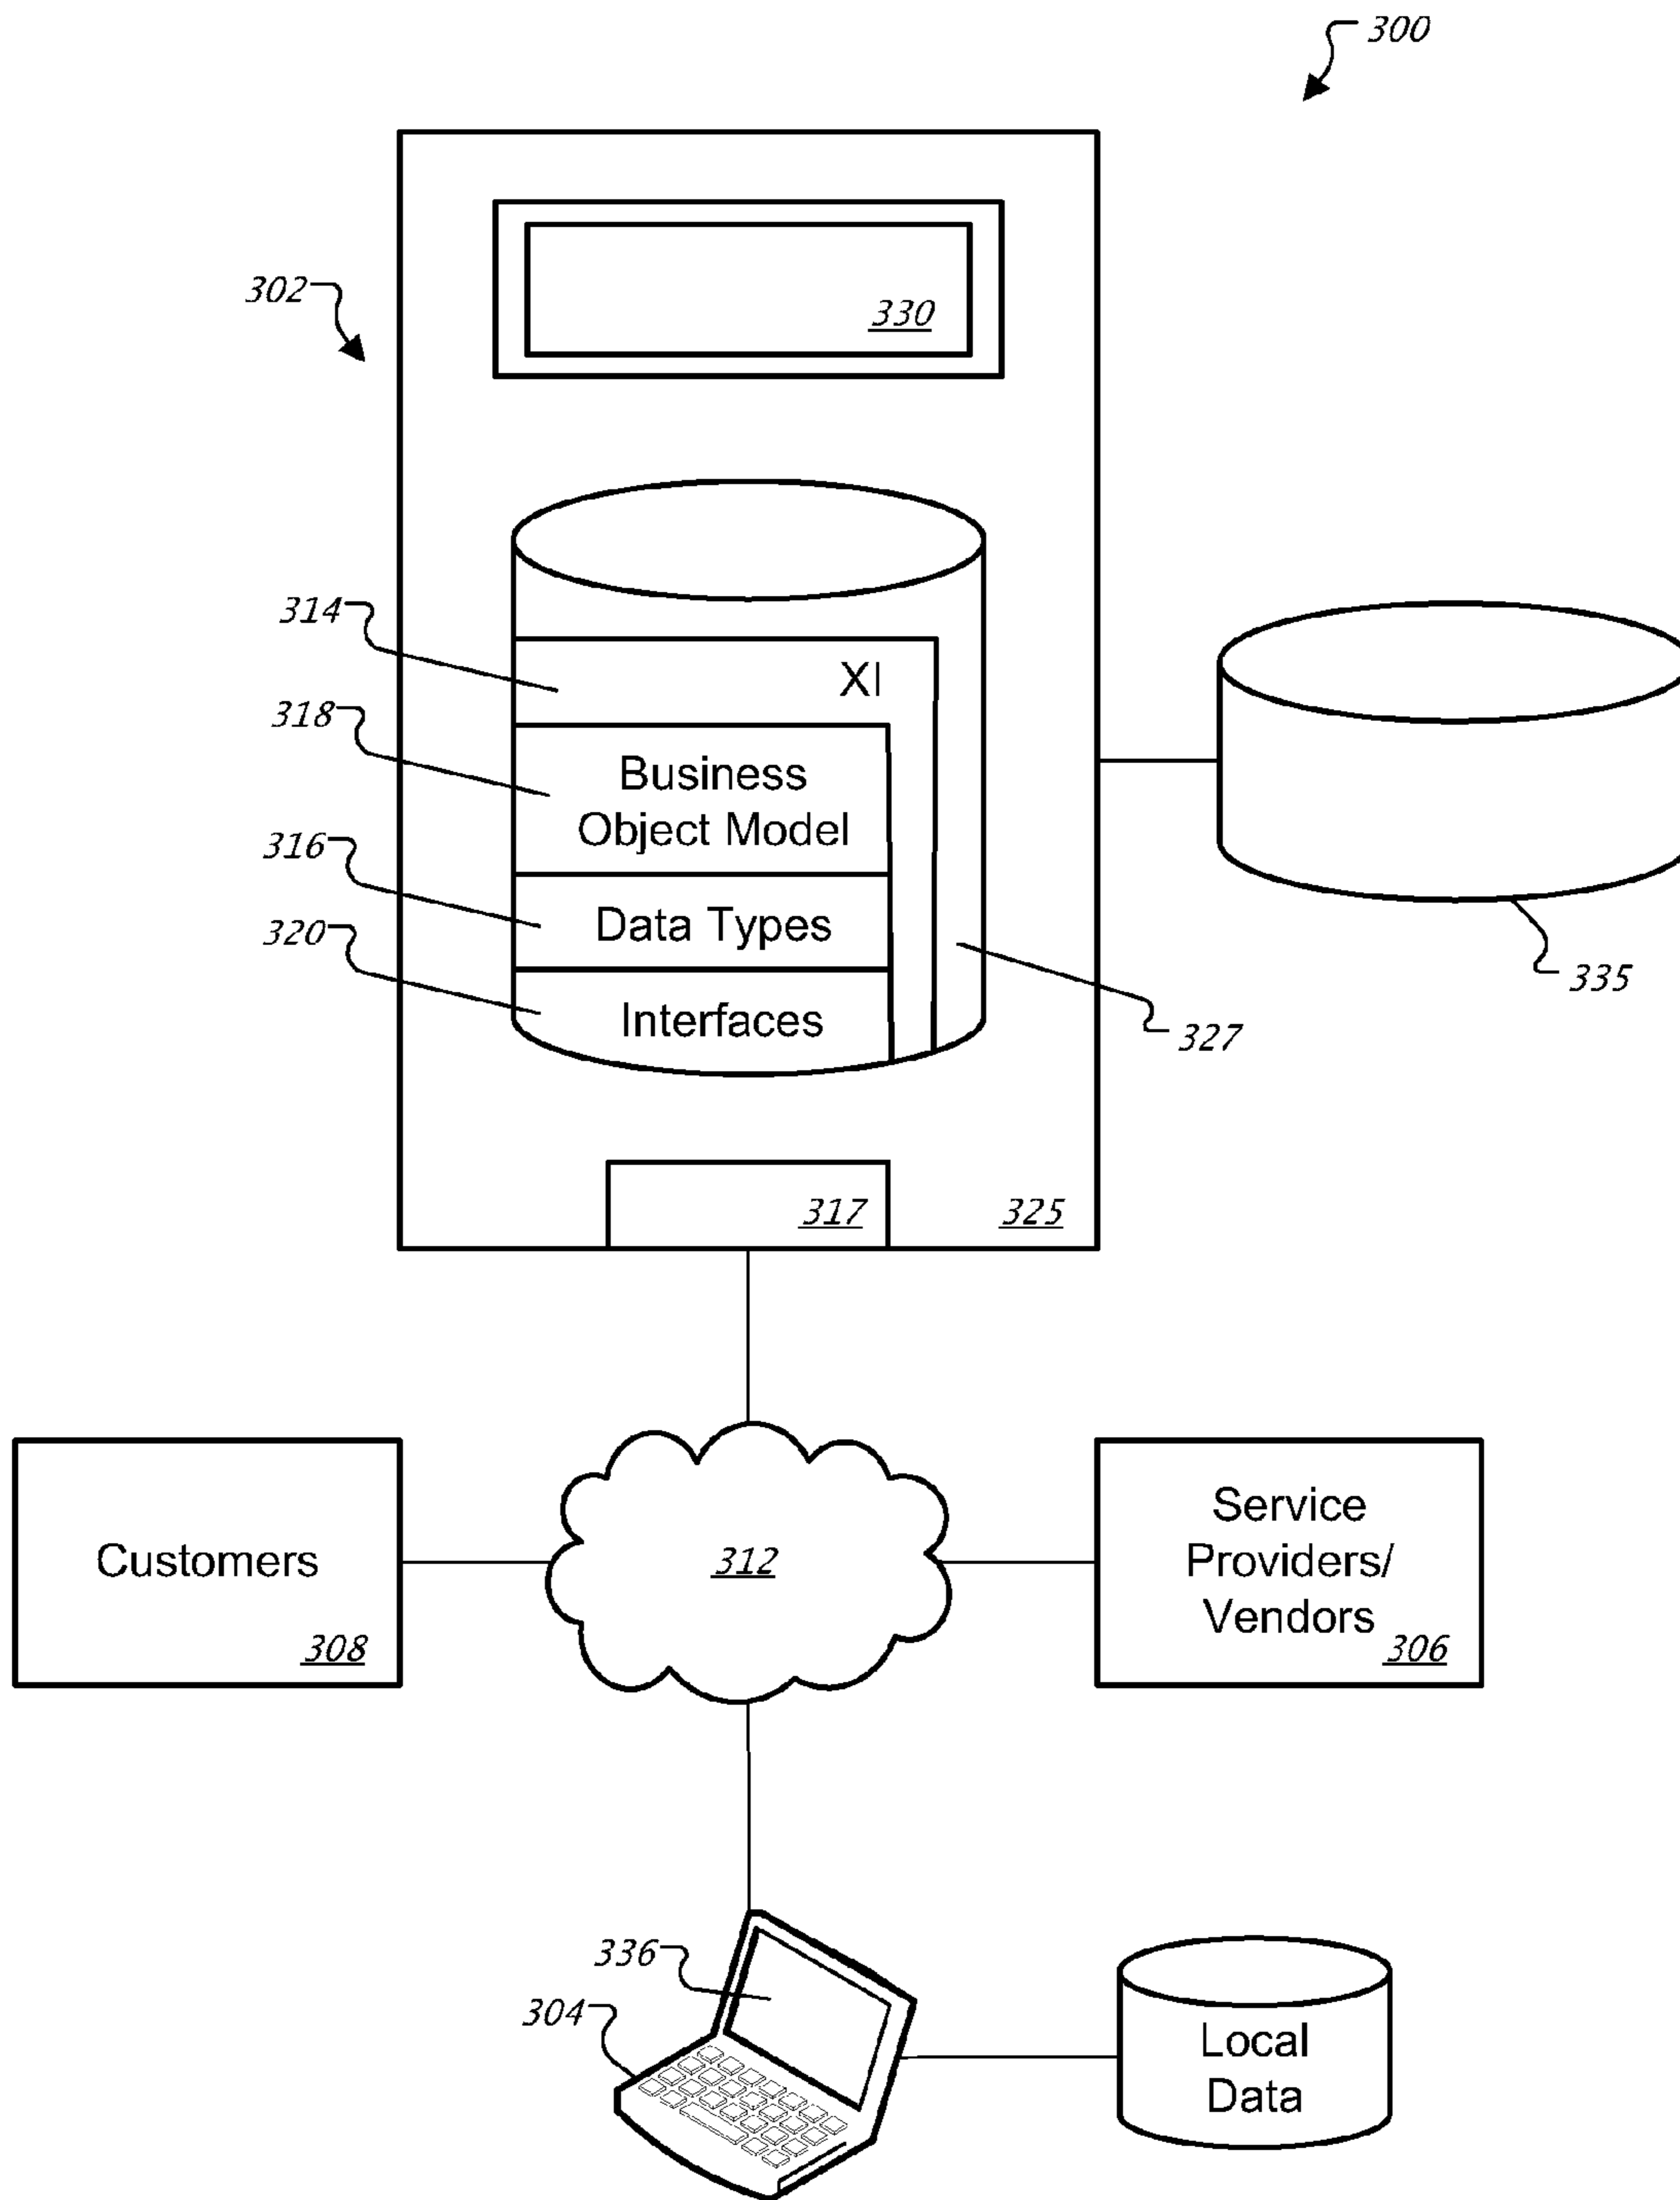 300
302
330
314
XI
318
Business
Object Model
316
Data Types
320
Interfaces
335
327
317
325
Customers
308
312
Service
Providers/
Vendors
306
336
304
Local
Data